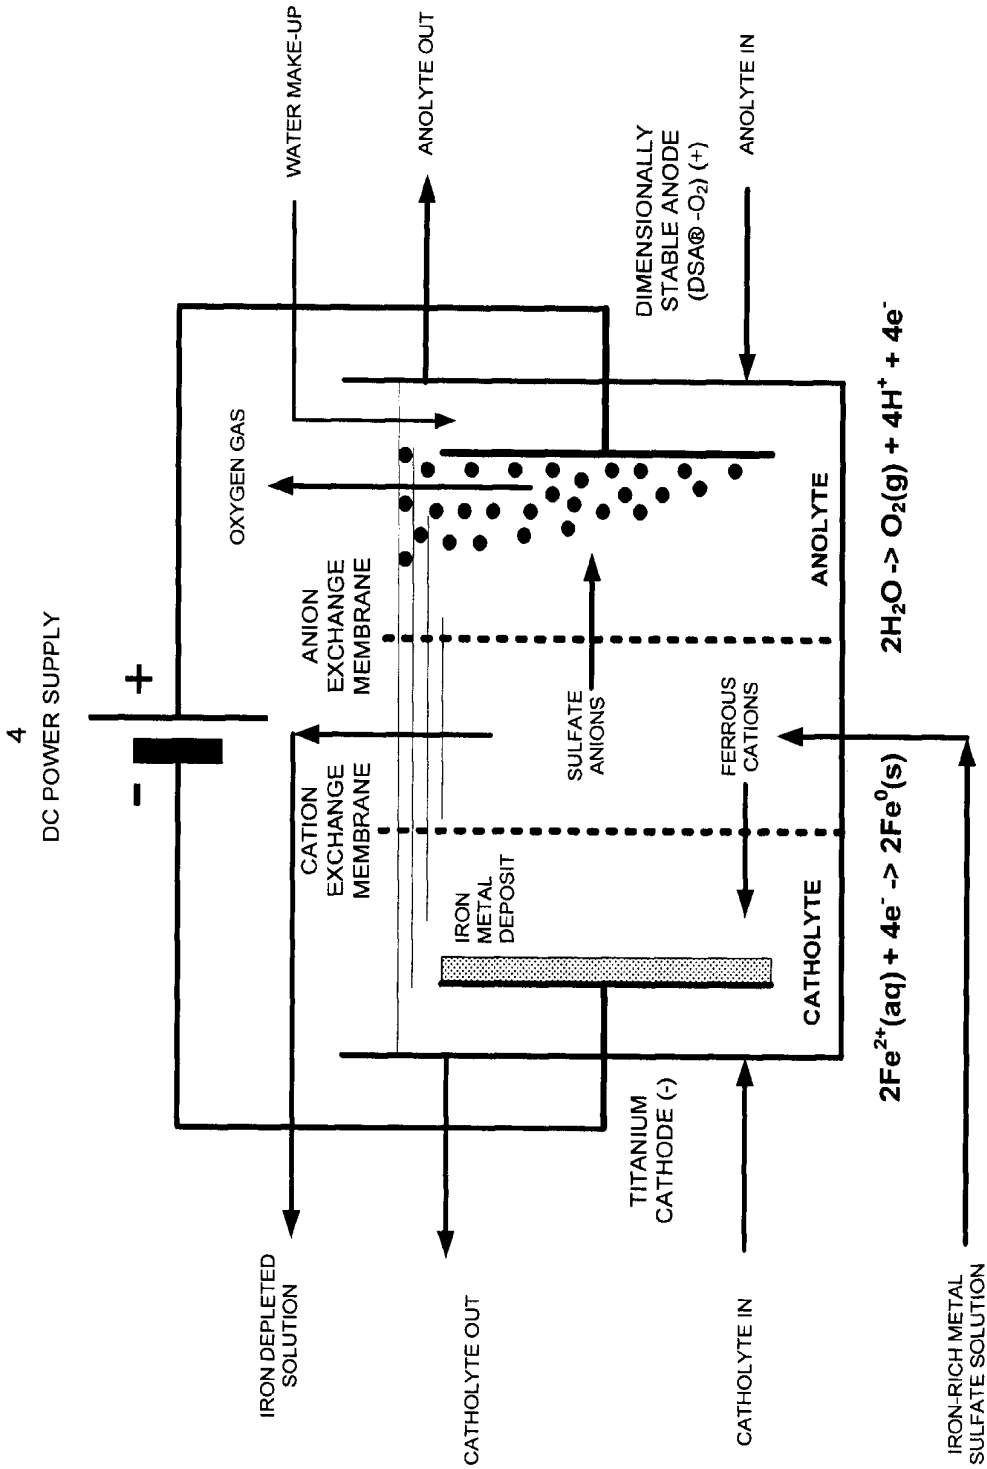 4
DC POWER SUPPLY
-
+
IRON DEPLETED
SOLUTION
CATION
EXCHANGE
MEMBRANE
ANION
EXCHANGE
MEMBRANE
OXYGEN GAS
WATER MAKE-UP
CATHOLYTE OUT
ANOLYTE OUT
IRON
METAL
DEPOSIT
TITANIUM
CATHODE (-)
SULFATE
ANIONS
DIMENSIONALLY
STABLE ANODE
(DSA® -O₂) (+)
CATHOLYTE IN
FERROUS
CATIONS
ANOLYTE IN
CATHOLYTE
ANOLYTE
2Fe²⁺(aq) + 4e⁻ -> 2Fe⁰(s)
2H₂O -> O₂(g) + 4H⁺ + 4e⁻
IRON-RICH METAL
SULFATE SOLUTION